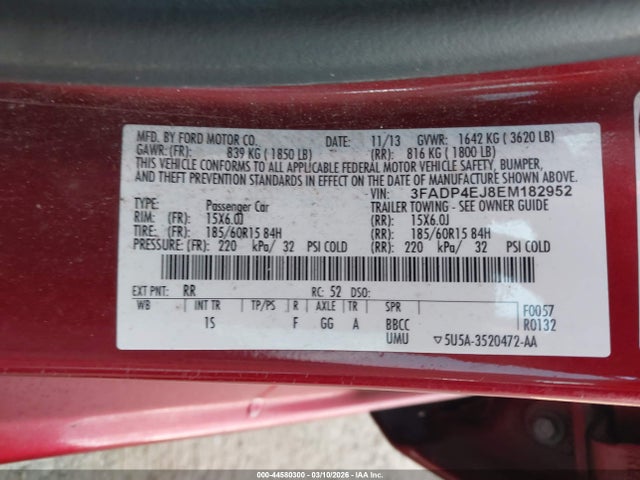 MFD. BY FORD MOTOR CO. DATE: 11/13 GVWR: 1642 KG ( 3620 LB)
GAWR: (FR): 839 KG ( 1850 LB) (RR): 816 KG ( 1800 LB)
THIS VEHICLE CONFORMS TO ALL APPLICABLE FEDERAL MOTOR VEHICLE SAFETY, BUMPER,
AND THEFT PREVENTION STANDARDS IN EFFECT ON THE DATE OF MANUFACTURE SHOWN ABOVE.
VIN: 3FADP4EJ8EM182952
TYPE: Passenger Car TRAILER TOWING - SEE OWNER GUIDE
RIM: (FR): 15X6.0J (RR): 15X6.0J
TIRE: (FR): 185/60R15 84H (RR): 185/60R15 84H
PRESSURE: (FR): 220 kPa/ 32 PSI COLD (RR): 220 kPa/ 32 PSI COLD
EXT PNT: RR RC: 52 DSO:
WB INT TR TP/PS R AXLE TR SPR
1S F GG A BBCC
UMU
F0057
R0132
▽5U5A-3520472-AA
000-44580300 - 03/10/2026 - IAA Inc.